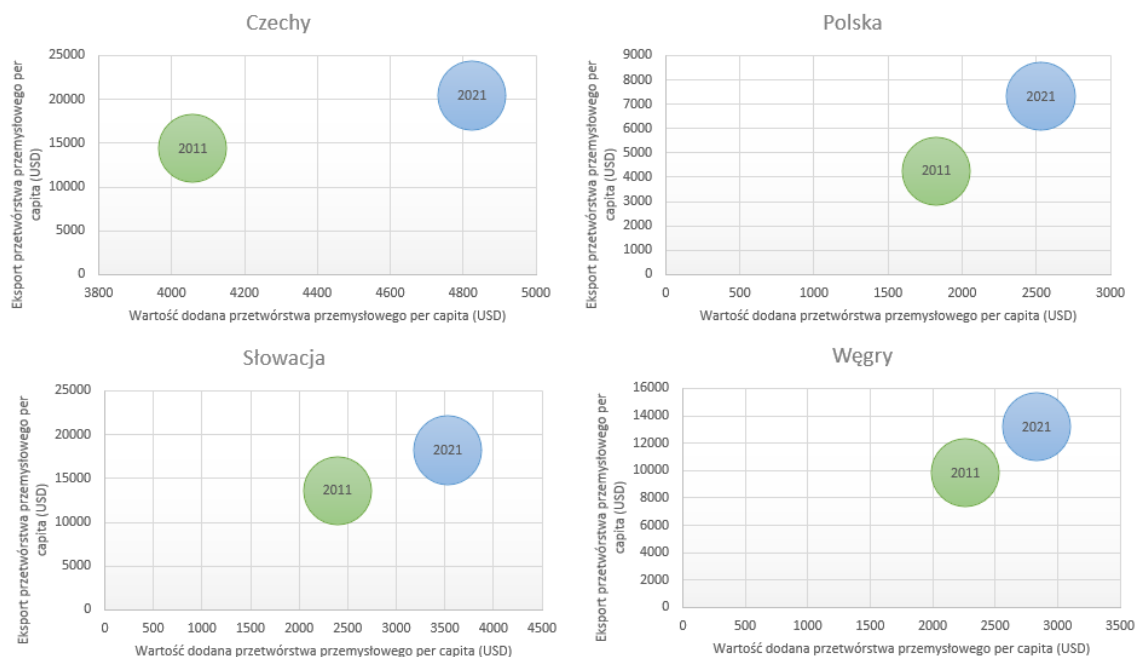 Czechy
Eksport przetwórstwa przemysłowego per
capita (USD)
25000
20000
15000
10000
5000
0
2011
2021
3800 4000 4200 4400 4600 4800 5000
Wartość dodana przetwórstwa przemysłowego per capita (USD)
Polska
Eksport przetwórstwa przemysłowego per
capita (USD)
9000
8000
7000
6000
5000
4000
3000
2000
1000
0
2021
2011
0 500 1000 1500 2000 2500 3000
Wartość dodana przetwórstwa przemysłowego per capita (USD)
Słowacja
Eksport przetwórstwa przemysłowego per
capita (USD)
25000
20000
15000
10000
5000
0
2021
2011
0 500 1000 1500 2000 2500 3000 3500 4000 4500
Wartość dodana przetwórstwa przemysłowego per capita (USD)
Węgry
Eksport przetwórstwa przemysłowego per
capita (USD)
16000
14000
12000
10000
8000
6000
4000
2000
0
2021
2011
0 500 1000 1500 2000 2500 3000 3500
Wartość dodana przetwórstwa przemysłowego per capita (USD)